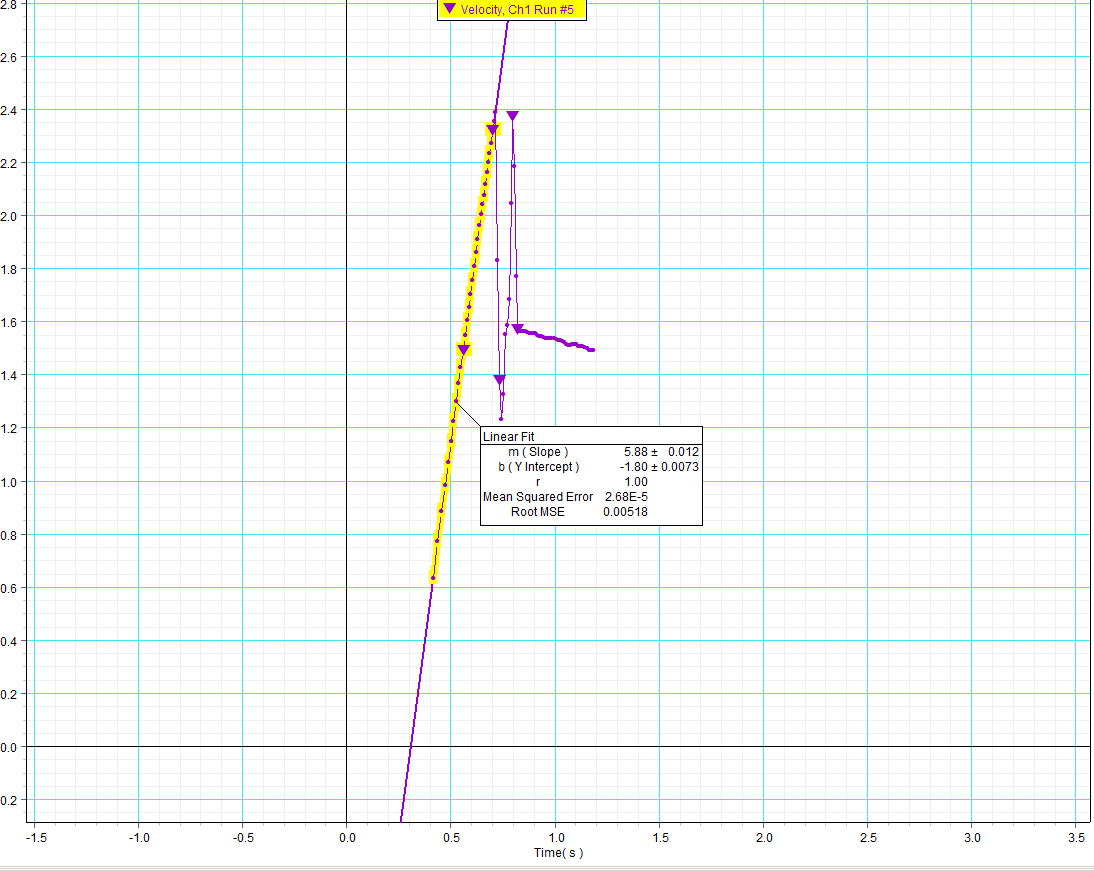 Velocity, Ch1 Run #5
2.8
2.6
2.4
2.2
2.0
1.8
1.6
1.4
1.2
1.0
0.8
0.6
0.4
0.2
0.0
0.2
Linear Fit
m ( Slope ) 5.88 ± 0.012
b ( Y Intercept ) -1.80 ± 0.0073
r 1.00
Mean Squared Error 2.68E-5
Root MSE 0.00518
-1.5 -1.0 -0.5 0.0 0.5 1.0 1.5 2.0 2.5 3.0 3.5
Time( s )